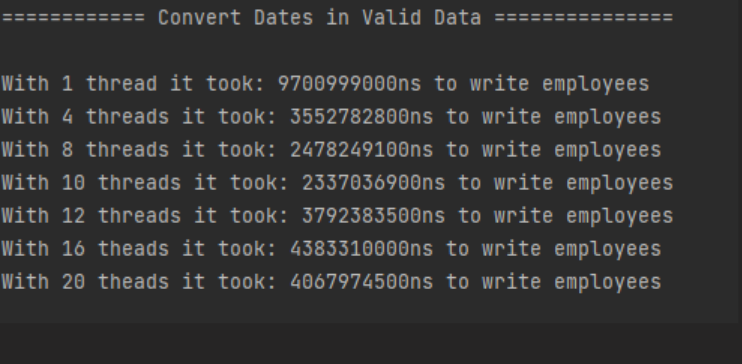 ============ Convert Dates in Valid Data ===============
With 1 thread it took: 9700999000ns to write employees
With 4 threads it took: 3552782800ns to write employees
With 8 threads it took: 2478249100ns to write employees
With 10 threads it took: 2337036900ns to write employees
With 12 threads it took: 3792383500ns to write employees
With 16 theads it took: 4383310000ns to write employees
With 20 theads it took: 4067974500ns to write employees